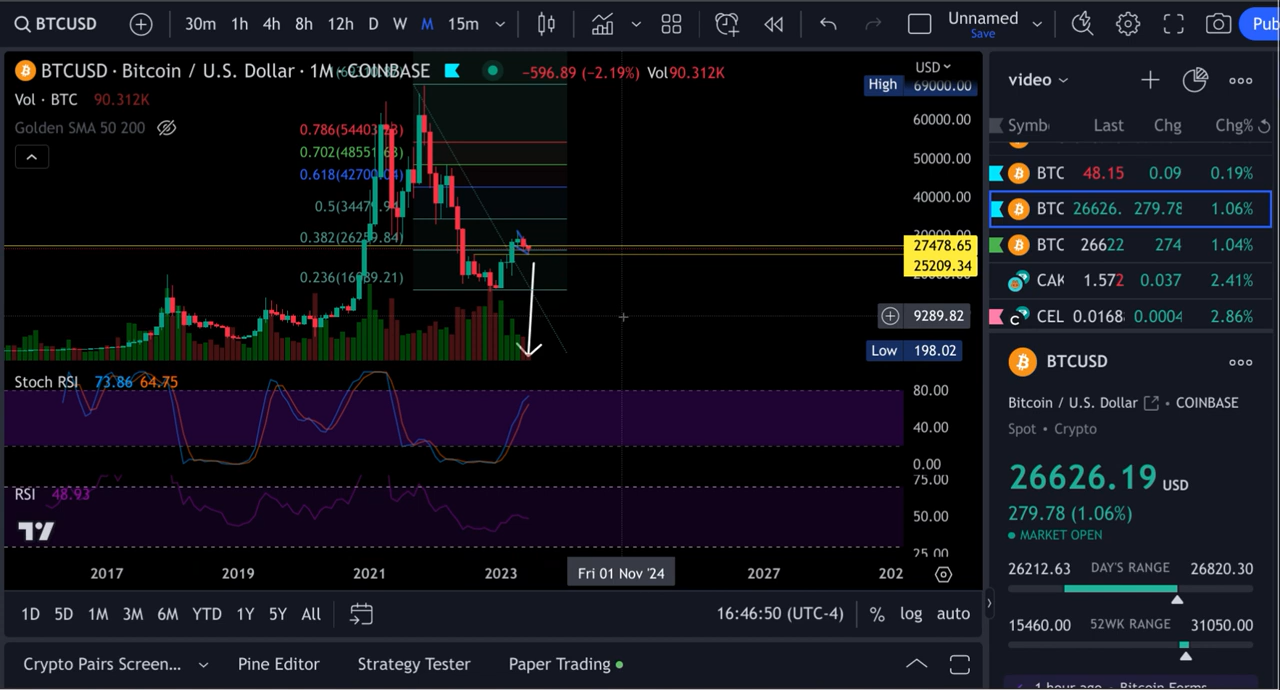 BTCUSD 30m 1h 4h 8h 12h D W M 15m Unnamed Save Pub
BTCUSD · Bitcoin / U.S. Dollar · 1M · COINBASE −596.89 (−2.19%) Vol90.312K USD
Vol · BTC 90.312K
Golden SMA 50 200
High 69000.00
60000.00
50000.00
40000.00
0.786(54403.23)
0.702(48551.63)
0.618(42700.04)
0.5(34479.94)
0.382(26259.84)
0.236(16089.21)
27478.65
25209.34
9289.82
Low 198.02
Stoch RSI 73.86 64.75
80.00
40.00
0.00
RSI 48.93
75.00
50.00
25.00
2017 2019 2021 2023 Fri 01 Nov '24 2027 202
1D 5D 1M 3M 6M YTD 1Y 5Y All 16:46:50 (UTC-4) % log auto
Crypto Pairs Screen... Pine Editor Strategy Tester Paper Trading
video
Symb Last Chg Chg%
BTC 48.15 0.09 0.19%
BTC 26626. 279.78 1.06%
BTC 26622 274 1.04%
CAK 1.572 0.037 2.41%
CEL 0.0168 0.0004 2.86%
BTCUSD
Bitcoin / U.S. Dollar • COINBASE
Spot • Crypto
26626.19 USD
279.78 (1.06%)
MARKET OPEN
26212.63 DAY'S RANGE 26820.30
15460.00 52WK RANGE 31050.00
1 hour ago • Bitcoin Forms